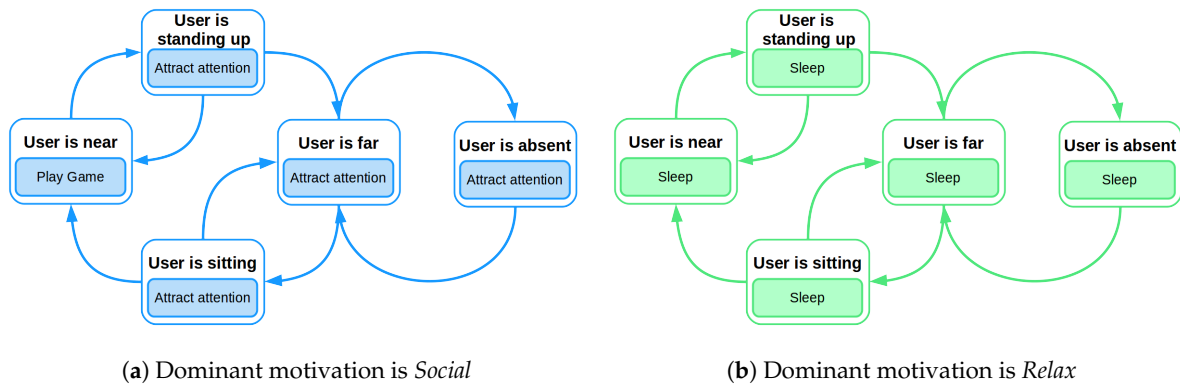 User is
standing up
Attract attention
User is near
Play Game
User is far
Attract attention
User is absent
Attract attention
User is sitting
Attract attention
(a) Dominant motivation is Social
User is
standing up
Sleep
User is near
Sleep
User is far
Sleep
User is absent
Sleep
User is sitting
Sleep
(b) Dominant motivation is Relax